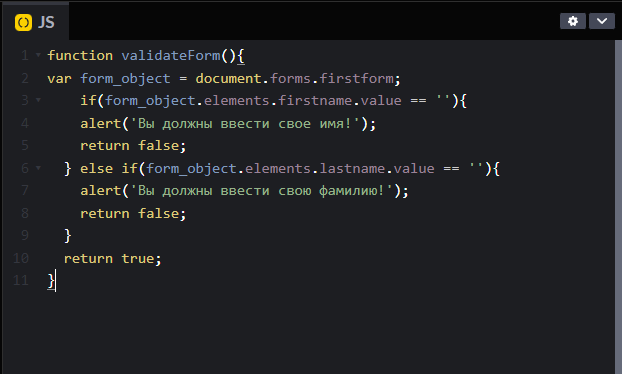 JS
1 function validateForm(){
2 var form_object = document.forms.firstform;
3 if(form_object.elements.firstname.value == ''){
4 alert('Вы должны ввести свое имя!');
5 return false;
6 } else if(form_object.elements.lastname.value == ''){
7 alert('Вы должны ввести свою фамилию!');
8 return false;
9 }
10 return true;
11 }